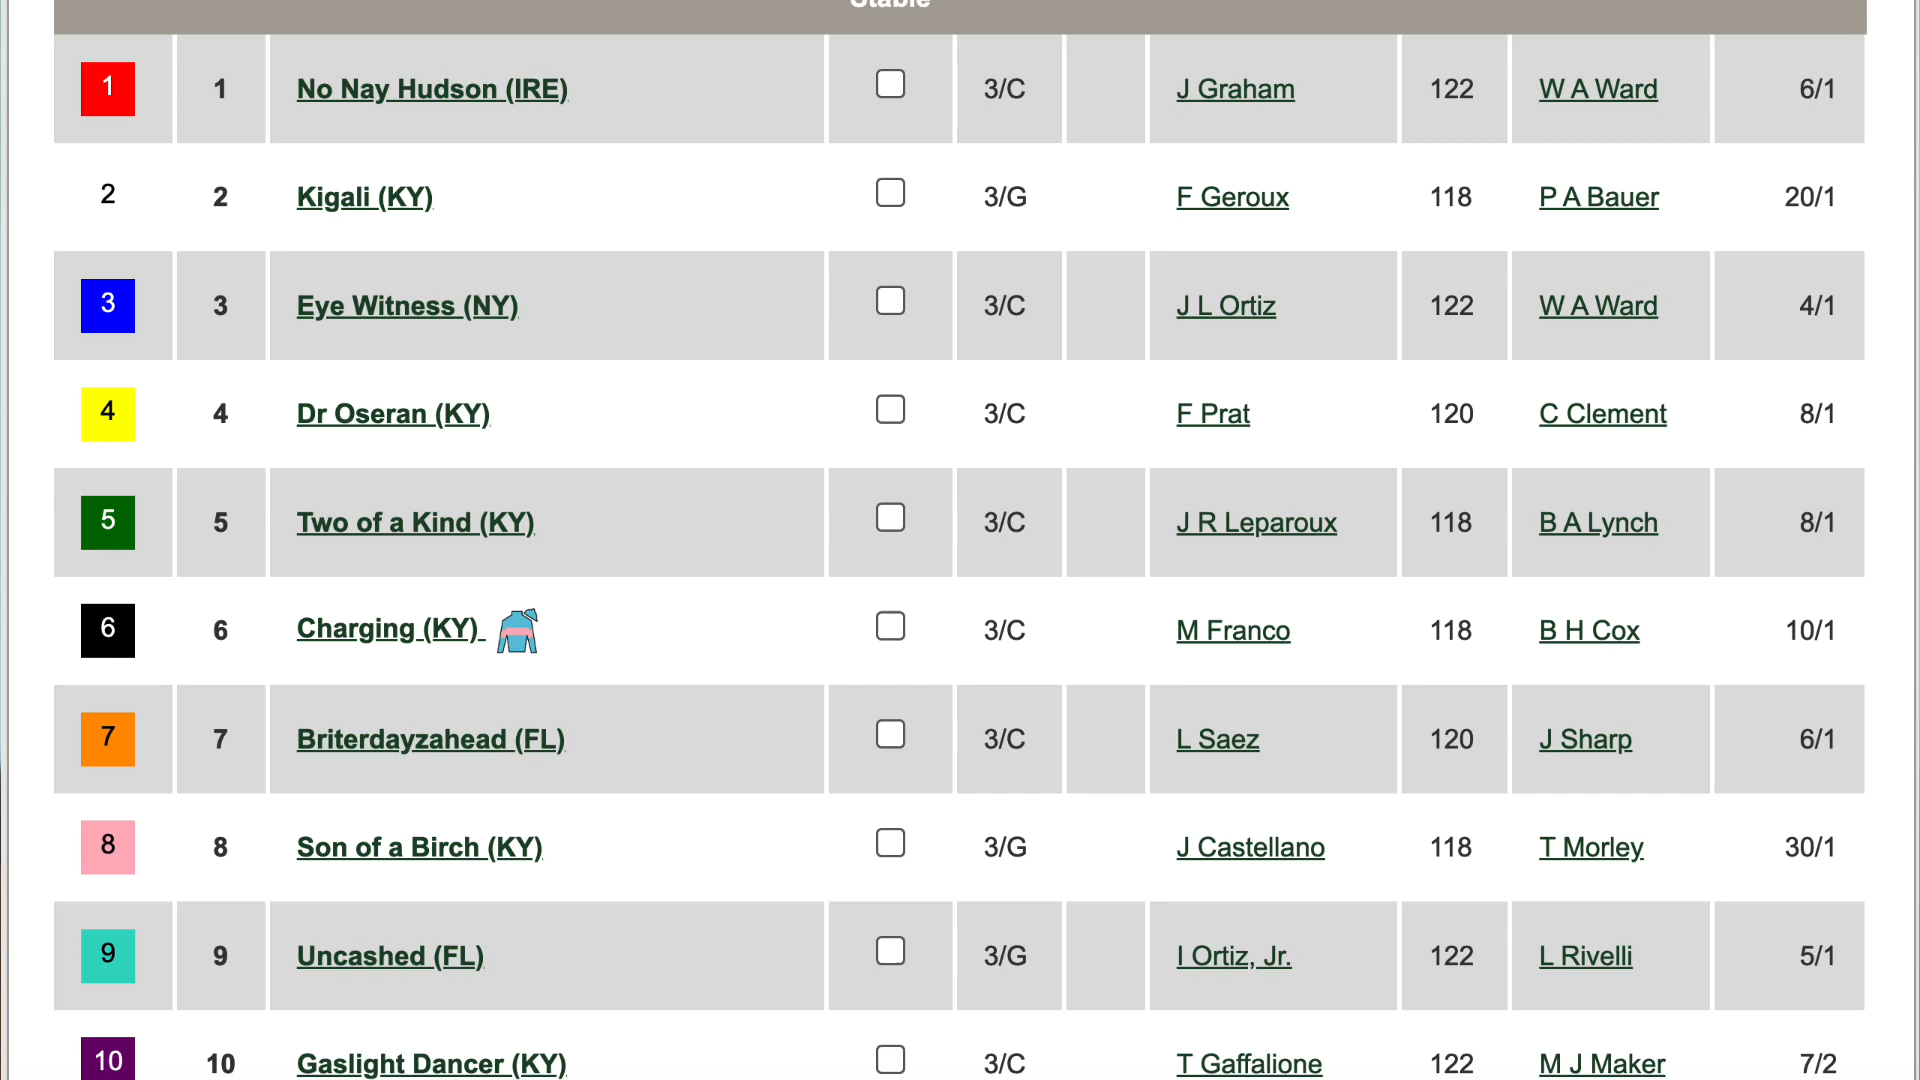 Stable
1 1 No Nay Hudson (IRE) 3/C J Graham 122 W A Ward 6/1
2 2 Kigali (KY) 3/G F Geroux 118 P A Bauer 20/1
3 3 Eye Witness (NY) 3/C J L Ortiz 122 W A Ward 4/1
4 4 Dr Oseran (KY) 3/C F Prat 120 C Clement 8/1
5 5 Two of a Kind (KY) 3/C J R Leparoux 118 B A Lynch 8/1
6 6 Charging (KY) 3/C M Franco 118 B H Cox 10/1
7 7 Briterdayzahead (FL) 3/C L Saez 120 J Sharp 6/1
8 8 Son of a Birch (KY) 3/G J Castellano 118 T Morley 30/1
9 9 Uncashed (FL) 3/G I Ortiz, Jr. 122 L Rivelli 5/1
10 10 Gaslight Dancer (KY) 3/C T Gaffalione 122 M J Maker 7/2